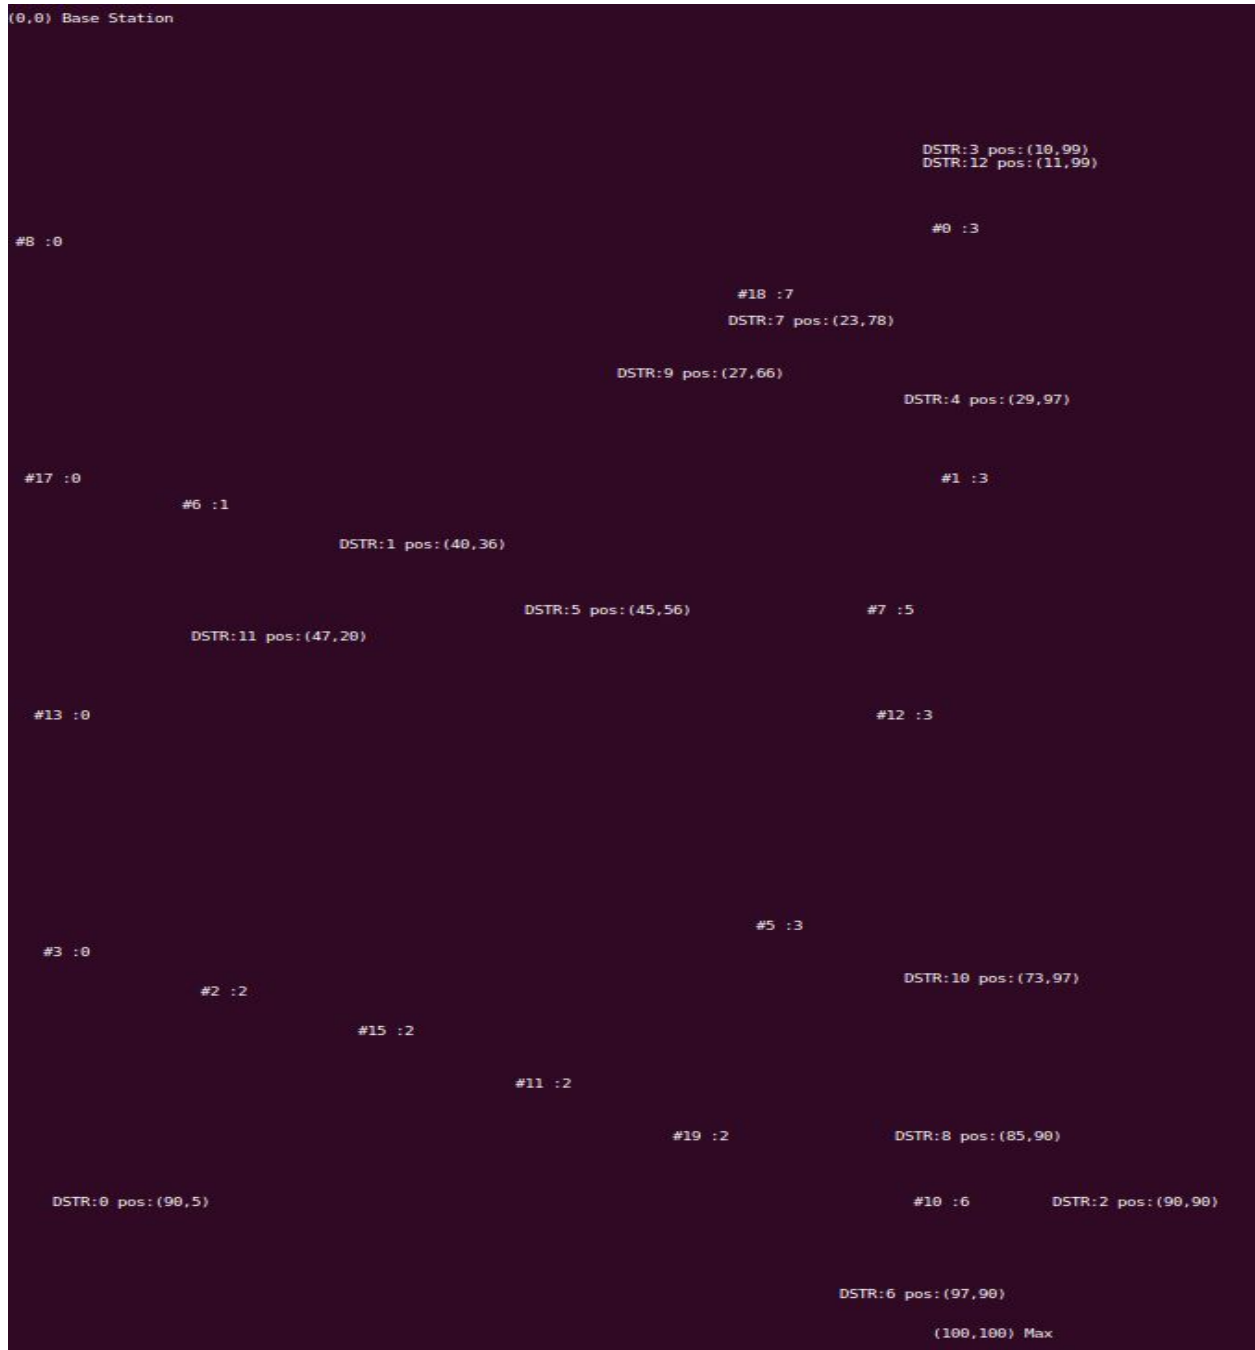 (0,0) Base Station
DSTR:3 pos:(10,99)
DSTR:12 pos:(11,99)
#0 :3
#8 :0
#18 :7
DSTR:7 pos:(23,78)
DSTR:9 pos:(27,66)
DSTR:4 pos:(29,97)
#17 :0 #1 :3
#6 :1
DSTR:1 pos:(40,36)
DSTR:5 pos:(45,56) #7 :5
DSTR:11 pos:(47,20)
#13 :0 #12 :3
#5 :3
#3 :0
DSTR:10 pos:(73,97)
#2 :2
#15 :2
#11 :2
#19 :2 DSTR:8 pos:(85,90)
DSTR:0 pos:(90,5) #10 :6 DSTR:2 pos:(90,90)
DSTR:6 pos:(97,90)
(100,100) Max